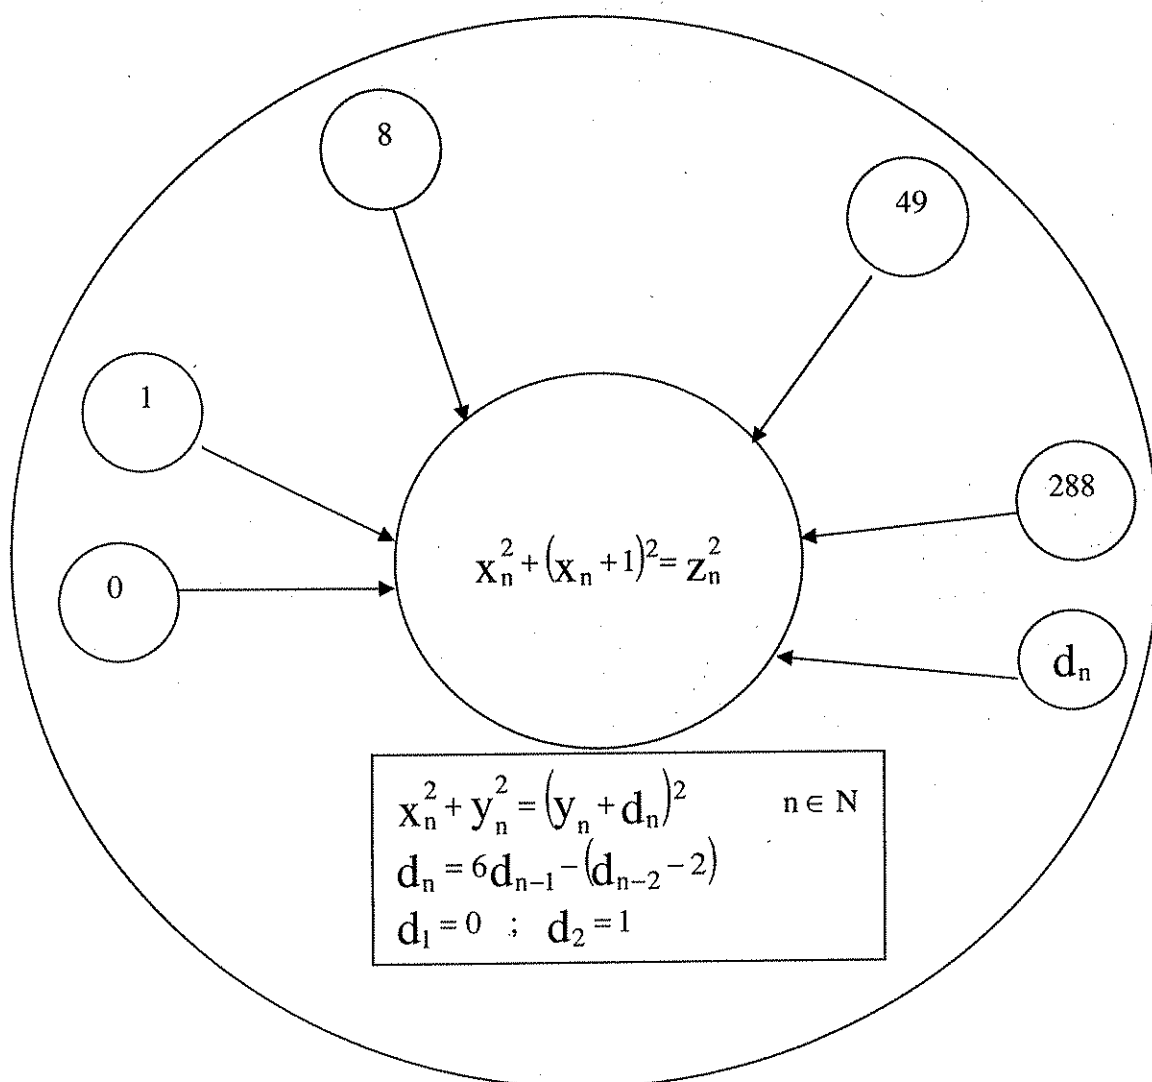 8
49
1
288
0
x_n^2 + (x_n + 1)^2 = z_n^2
d_n
x_n^2 + y_n^2 = (y_n + d_n)^2 n ∈ N
d_n = 6d_{n-1} - (d_{n-2} - 2)
d_1 = 0 ; d_2 = 1